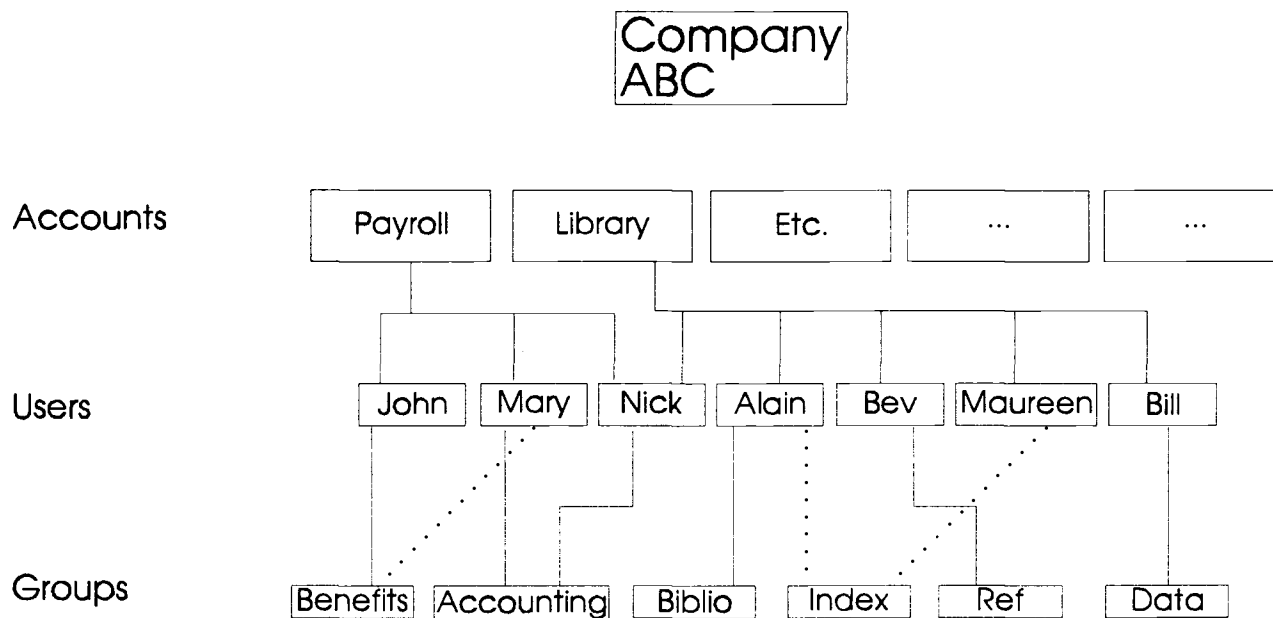 Company
ABC
Accounts
Payroll
Library
Etc.
...
...
Users
John
Mary
Nick
Alain
Bev
Maureen
Bill
Groups
Benefits
Accounting
Biblio
Index
Ref
Data